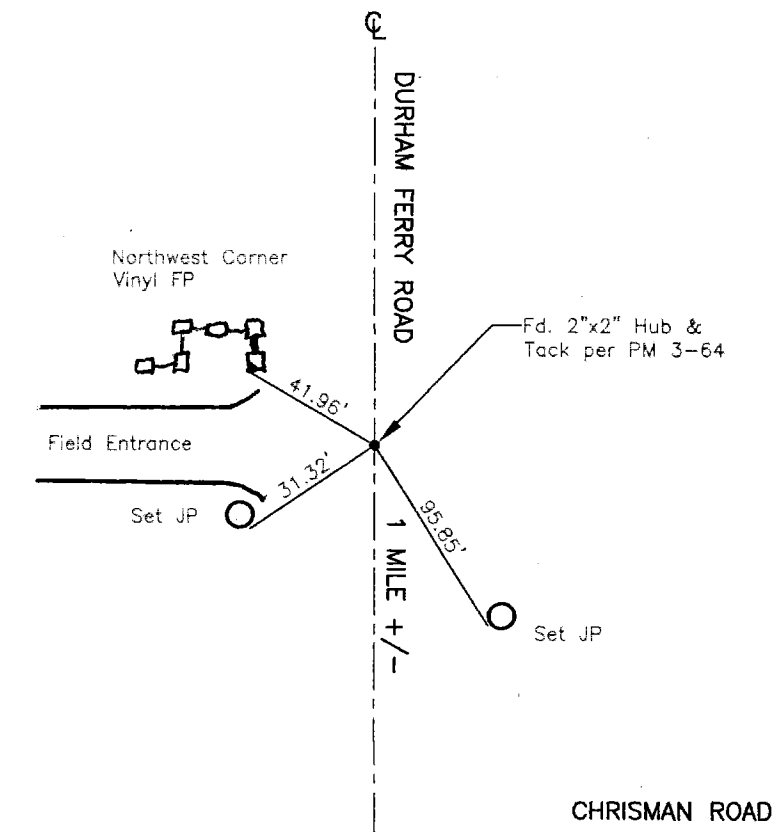 ℄
DURHAM FERRY ROAD
Northwest Corner
Vinyl FP
Fd. 2"x2" Hub &
Tack per PM 3-64
41.96'
Field Entrance
31.32'
Set JP
95.85'
1 MILE +/-
Set JP
CHRISMAN ROAD